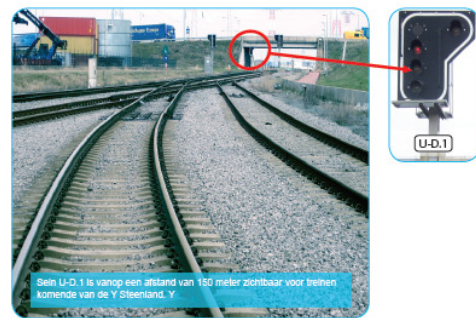 U-D.1
Sein U-D.1 is vanop een afstand van 150 meter zichtbaar voor treinen
komende van de Y Steenland. Y